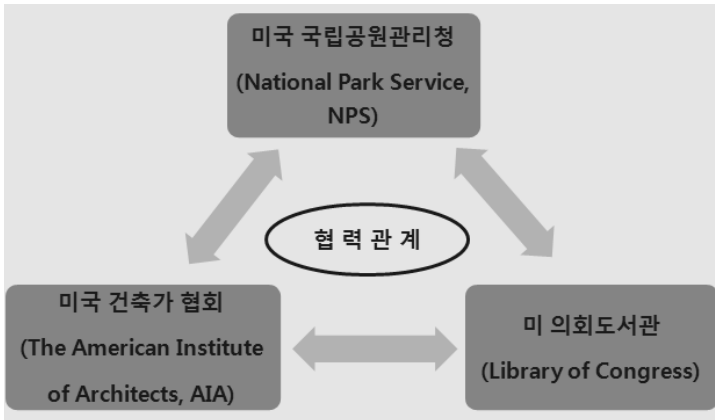 미국 국립공원관리청
(National Park Service,
NPS)
협 력 관 계
미국 건축가 협회
(The American Institute
of Architects, AIA)
미 의회도서관
(Library of Congress)